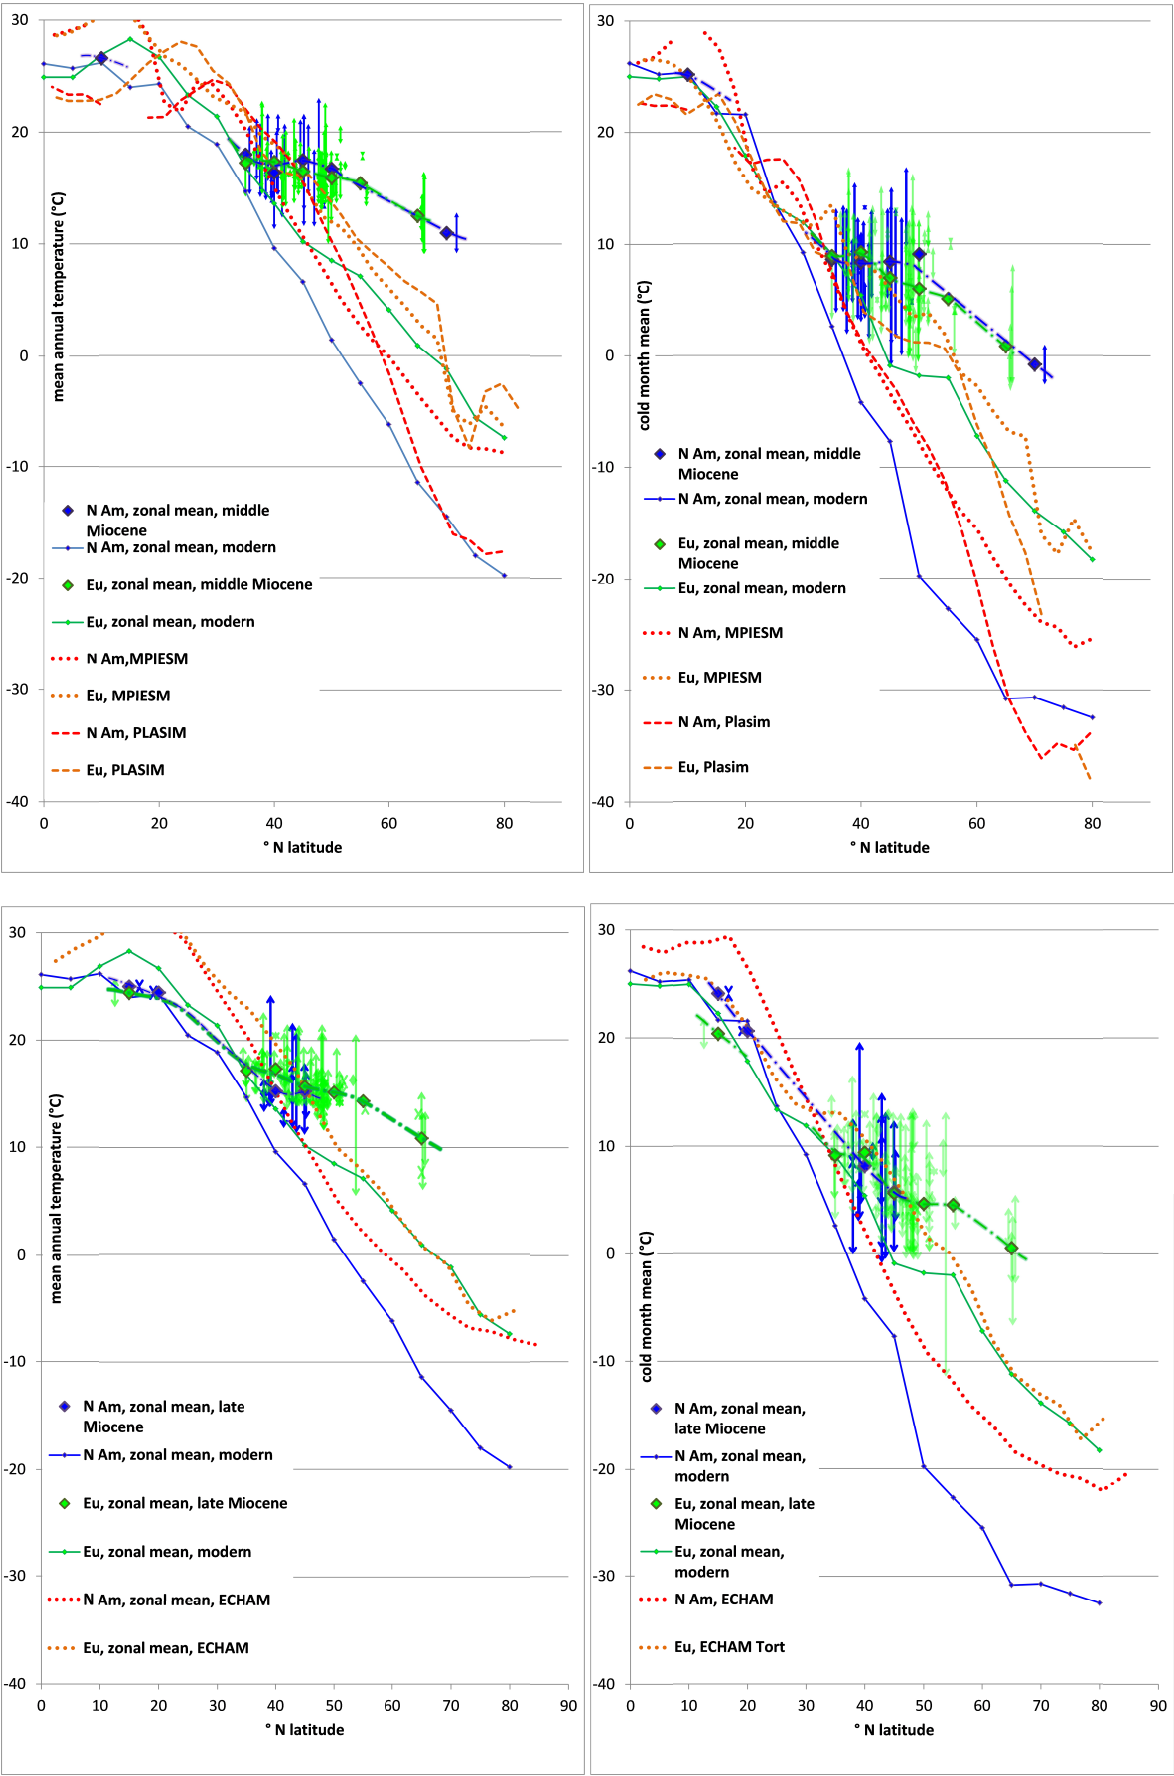 30
20
10
0
-10
-20
-30
-40
mean annual temperature (°C)
N Am, zonal mean, middle
Miocene
N Am, zonal mean, modern
Eu, zonal mean, middle Miocene
Eu, zonal mean, modern
N Am,MPIESM
Eu, MPIESM
N Am, PLASIM
Eu, PLASIM
0 20 40 60 80
° N latitude
30
20
10
0
-10
-20
-30
-40
cold month mean (°C)
N Am, zonal mean, middle
Miocene
N Am, zonal mean, modern
Eu, zonal mean, middle
Miocene
Eu, zonal mean, modern
N Am, MPIESM
Eu, MPIESM
N Am, Plasim
Eu, Plasim
0 20 40 60 80
° N latitude
30
20
10
0
-10
-20
-30
-40
mean annual temperature (°C)
N Am, zonal mean, late
Miocene
N Am, zonal mean, modern
Eu, zonal mean, late Miocene
Eu, zonal mean, modern
N Am, zonal mean, ECHAM
Eu, zonal mean, ECHAM
0 10 20 30 40 50 60 70 80 90
° N latitude
30
20
10
0
-10
-20
-30
-40
cold month mean (°C)
N Am, zonal mean,
late Miocene
N Am, zonal mean,
modern
Eu, zonal mean, late
Miocene
Eu, zonal mean,
modern
N Am, ECHAM
Eu, ECHAM Tort
0 10 20 30 40 50 60 70 80 90
° N latitude